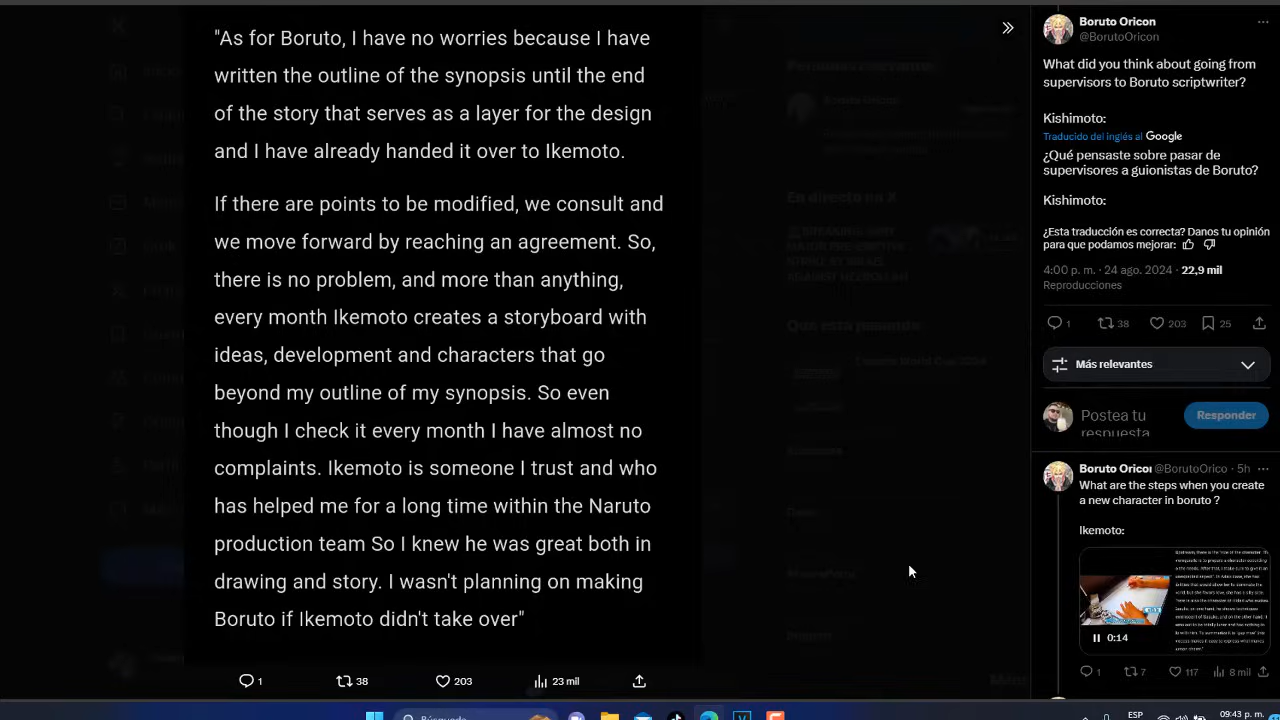 "As for Boruto, I have no worries because I have
written the outline of the synopsis until the end
of the story that serves as a layer for the design
and I have already handed it over to Ikemoto.
If there are points to be modified, we consult and
we move forward by reaching an agreement. So,
there is no problem, and more than anything,
every month Ikemoto creates a storyboard with
ideas, development and characters that go
beyond my outline of my synopsis. So even
though I check it every month I have almost no
complaints. Ikemoto is someone I trust and who
has helped me for a long time within the Naruto
production team So I knew he was great both in
drawing and story. I wasn't planning on making
Boruto if Ikemoto didn't take over"
1
38
203
23 mil
Boruto Oricon
@BorutoOricon
What did you think about going from
supervisors to Boruto scriptwriter?
Kishimoto:
Traducido del inglés al Google
¿Qué pensaste sobre pasar de
supervisores a guionistas de Boruto?
Kishimoto:
¿Esta traducción es correcta? Danos tu opinión
para que podamos mejorar:
4:00 p. m. · 24 ago. 2024 · 22,9 mil
Reproducciones
1
38
203
25
Más relevantes
Postea tu
respuesta
Responder
Boruto Oricon @BorutoOrico · 5h
What are the steps when you create
a new character in boruto ?
Ikemoto:
0:14
1
7
117
8 mil
Búsqueda
ESP
09:43 p. m.